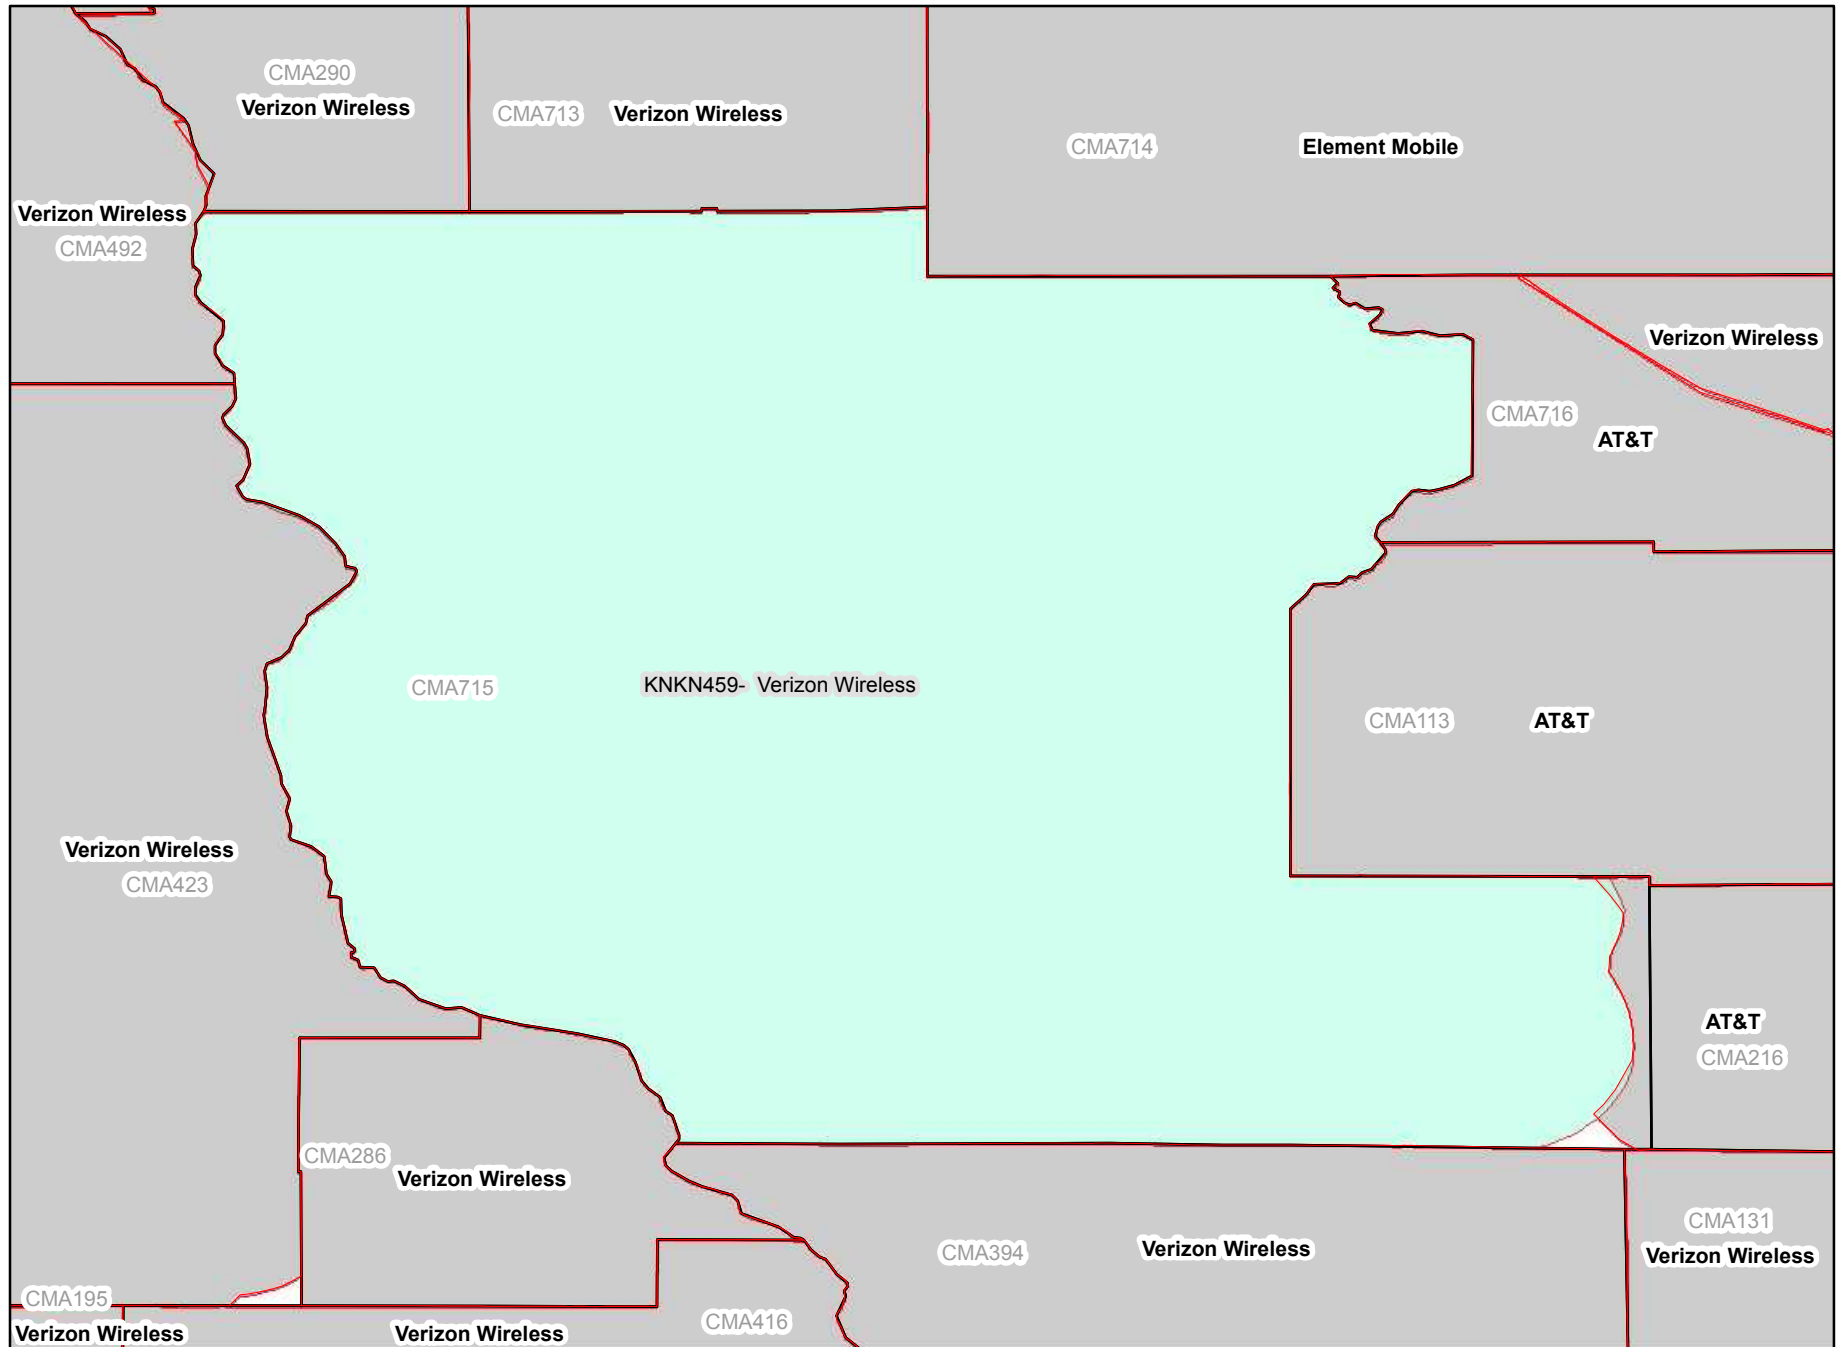 CMA290
Verizon Wireless
CMA713
Verizon Wireless
CMA714
Element Mobile
Verizon Wireless
CMA492
Verizon Wireless
CMA716
AT&T
CMA715
KNKN459- Verizon Wireless
CMA113
AT&T
Verizon Wireless
CMA423
AT&T
CMA216
CMA286
Verizon Wireless
CMA394
Verizon Wireless
CMA131
Verizon Wireless
CMA195
Verizon Wireless
Verizon Wireless
CMA416